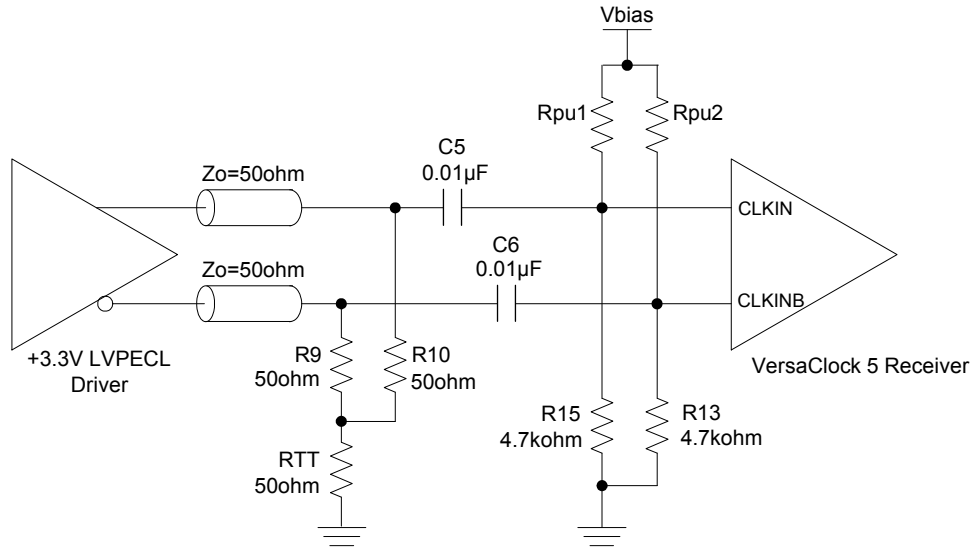 Vbias
Rpu1
Rpu2
C5
0.01µF
Zo=50ohm
CLKIN
C6
0.01µF
Zo=50ohm
CLKINB
+3.3V LVPECL
Driver
R9
50ohm
R10
50ohm
VersaClock 5 Receiver
R15
4.7kohm
R13
4.7kohm
RTT
50ohm